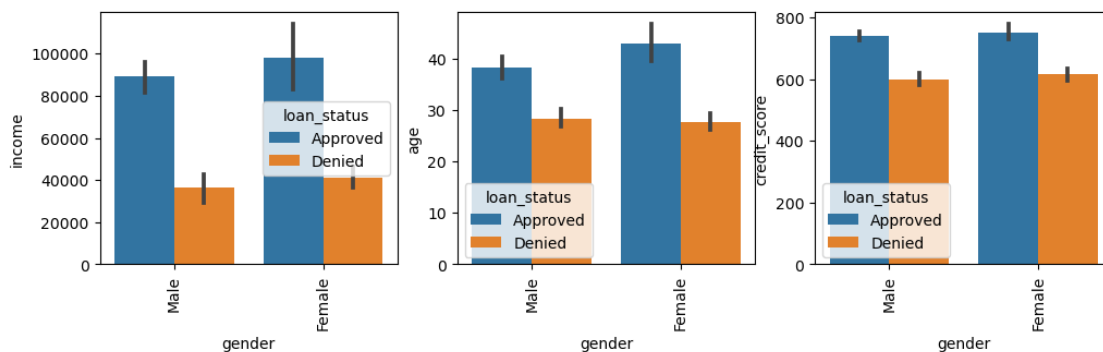 income
100000
80000
60000
40000
20000
0
loan_status
Approved
Denied
Male
Female
gender
age
40
30
20
10
0
loan_status
Approved
Denied
Male
Female
gender
credit_score
800
600
400
200
0
loan_status
Approved
Denied
Male
Female
gender